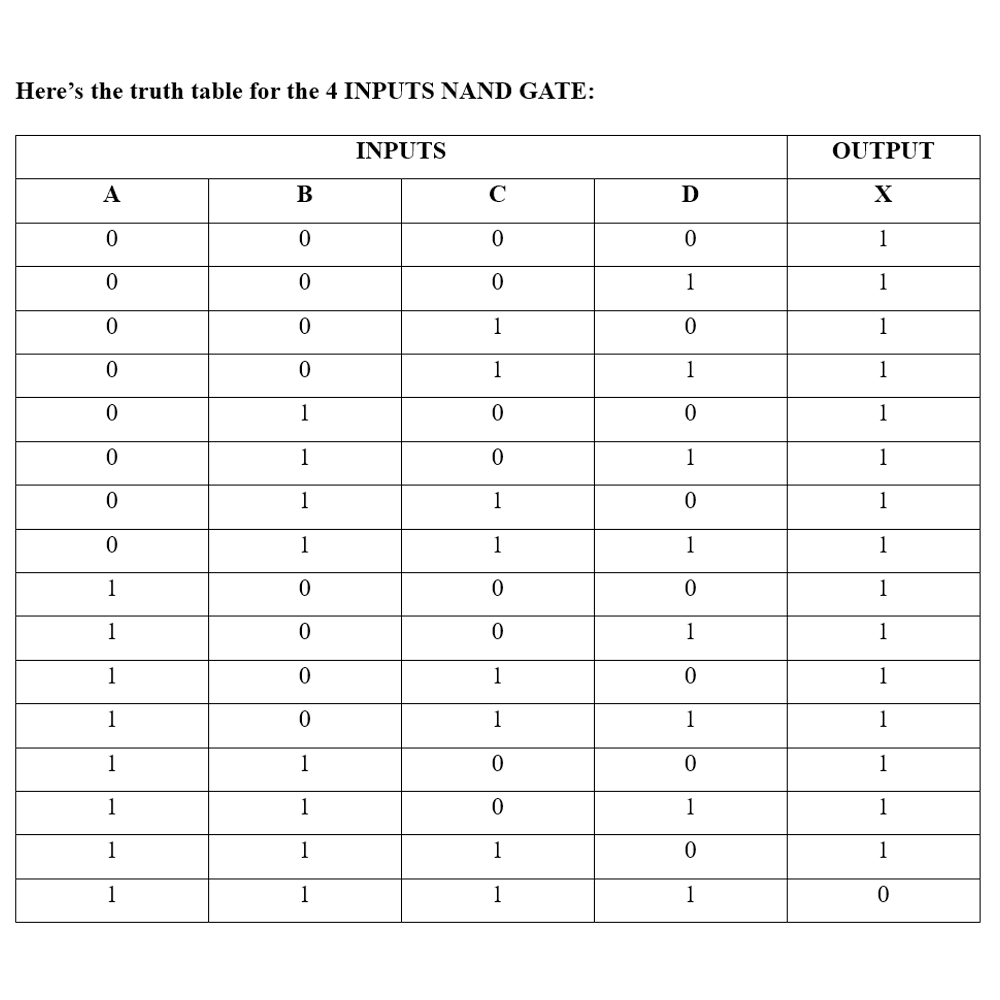 Here’s the truth table for the 4 INPUTS NAND GATE:
INPUTS OUTPUT
A B C D X
0 0 0 0 1
0 0 0 1 1
0 0 1 0 1
0 0 1 1 1
0 1 0 0 1
0 1 0 1 1
0 1 1 0 1
0 1 1 1 1
1 0 0 0 1
1 0 0 1 1
1 0 1 0 1
1 0 1 1 1
1 1 0 0 1
1 1 0 1 1
1 1 1 0 1
1 1 1 1 0